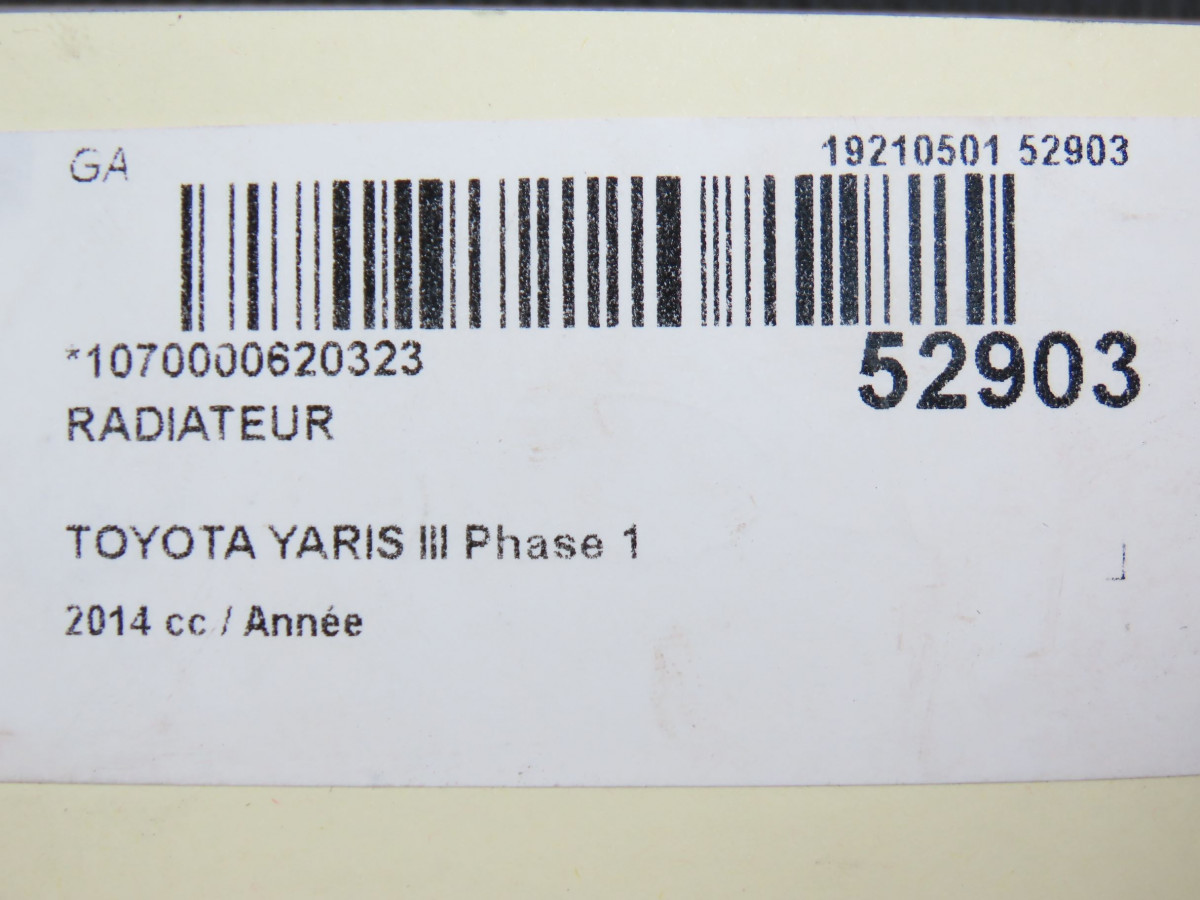 GA
19210501 52903
*1070000620323
52903
RADIATEUR
TOYOTA YARIS III Phase 1
2014 cc / Année